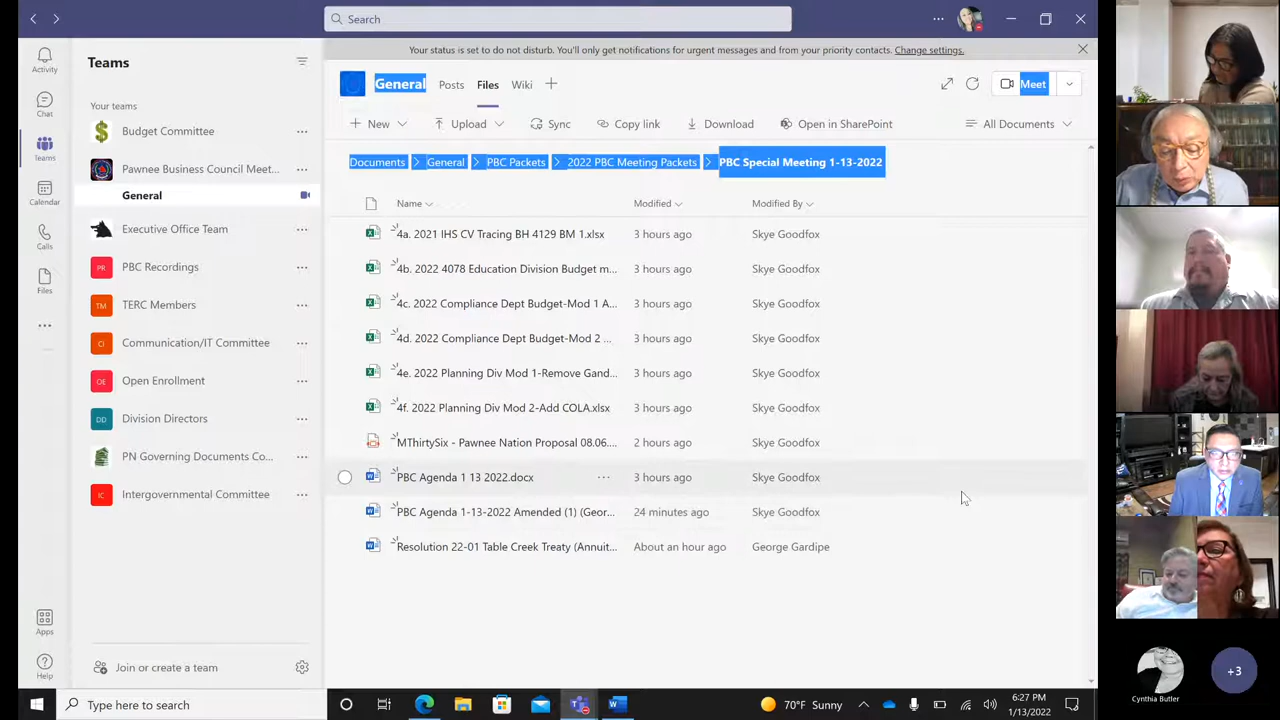 Search
Your status is set to do not disturb. You'll only get notifications for urgent messages and from your priority contacts. Change settings.
Activity
Chat
Teams
Calendar
Calls
Files
Apps
Help
Teams
Your teams
Budget Committee
Pawnee Business Council Meet...
General
Executive Office Team
PR PBC Recordings
TM TERC Members
CI Communication/IT Committee
OE Open Enrollment
DD Division Directors
PN Governing Documents Co...
IC Intergovernmental Committee
Join or create a team
General Posts Files Wiki Meet
New Upload Sync Copy link Download Open in SharePoint All Documents
Documents > General > PBC Packets > 2022 PBC Meeting Packets > PBC Special Meeting 1-13-2022
Name Modified Modified By
4a. 2021 IHS CV Tracing BH 4129 BM 1.xlsx 3 hours ago Skye Goodfox
4b. 2022 4078 Education Division Budget m... 3 hours ago Skye Goodfox
4c. 2022 Compliance Dept Budget-Mod 1 A... 3 hours ago Skye Goodfox
4d. 2022 Compliance Dept Budget-Mod 2 ... 3 hours ago Skye Goodfox
4e. 2022 Planning Div Mod 1-Remove Gand... 3 hours ago Skye Goodfox
4f. 2022 Planning Div Mod 2-Add COLA.xlsx 3 hours ago Skye Goodfox
MThirtySix - Pawnee Nation Proposal 08.06.... 2 hours ago Skye Goodfox
PBC Agenda 1 13 2022.docx ... 3 hours ago Skye Goodfox
PBC Agenda 1-13-2022 Amended (1) (Geor... 24 minutes ago Skye Goodfox
Resolution 22-01 Table Creek Treaty (Annuit... About an hour ago George Gardipe
Cynthia Butler
+3
Type here to search
70°F Sunny
6:27 PM
1/13/2022